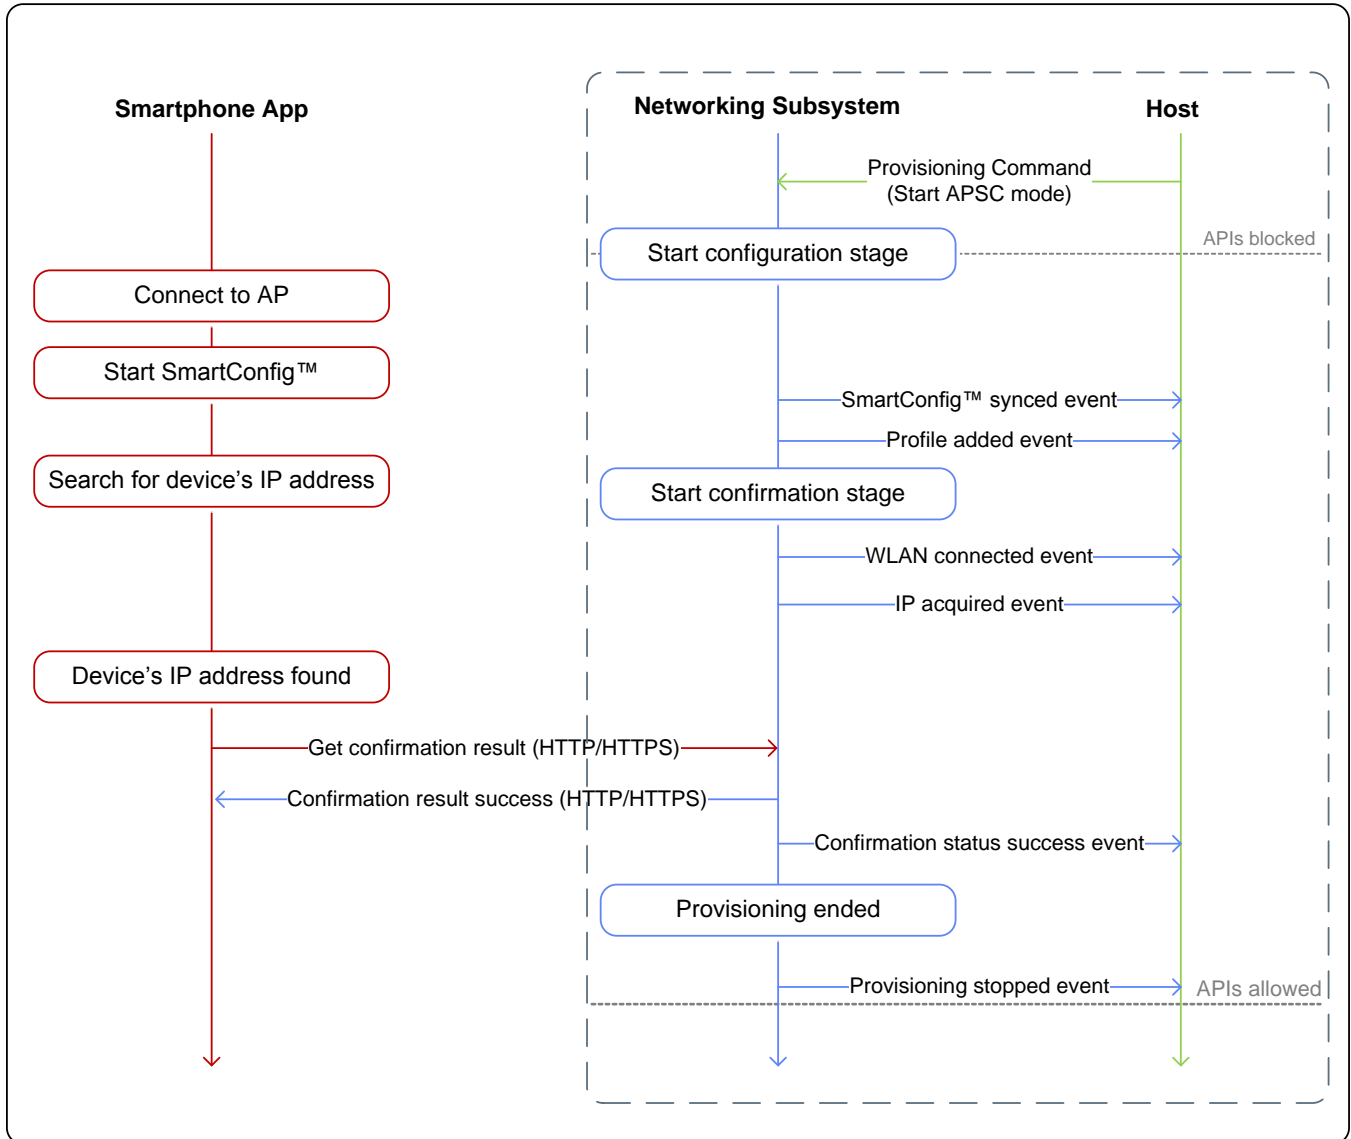 Smartphone App
Networking Subsystem
Host
Provisioning Command
(Start APSC mode)
APIs blocked
Start configuration stage
Connect to AP
Start SmartConfig™
SmartConfig™ synced event
Profile added event
Search for device’s IP address
Start confirmation stage
WLAN connected event
IP acquired event
Device’s IP address found
Get confirmation result (HTTP/HTTPS)
Confirmation result success (HTTP/HTTPS)
Confirmation status success event
Provisioning ended
Provisioning stopped event
APIs allowed